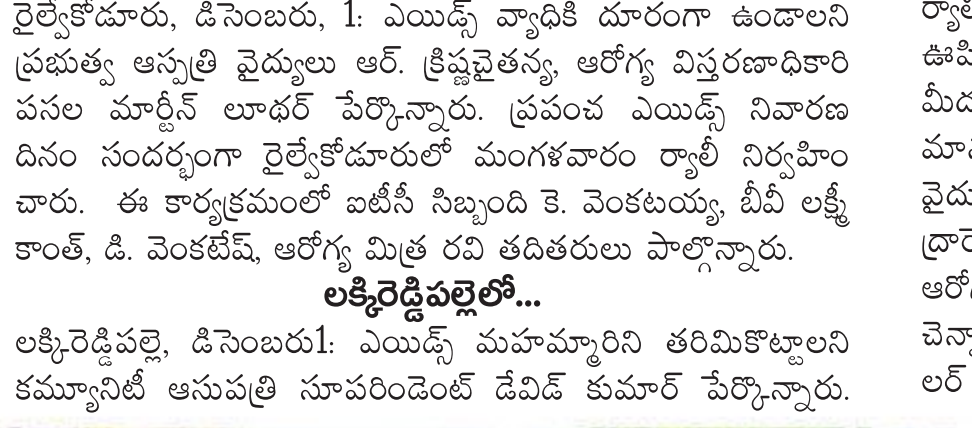 రైల్వేకోడూరు, డిసెంబరు, 1: ఎయిడ్స్ వ్యాధికి దూరంగా ఉండాలని
ప్రభుత్వ ఆస్పత్రి వైద్యులు ఆర్. క్రిష్ణచైతన్య, ఆరోగ్య విస్తరణాధికారి
పసల మార్టీన్ లూథర్ పేర్కొన్నారు. ప్రపంచ ఎయిడ్స్ నివారణ
దినం సందర్భంగా రైల్వేకోడూరులో మంగళవారం ర్యాలీ నిర్వహిం
చారు. ఈ కార్యక్రమంలో ఐటీసీ సిబ్బంది కె. వెంకటయ్య, బీవీ లక్ష్మీ
కాంత్, డి. వెంకటేష్, ఆరోగ్య మిత్ర రవి తదితరులు పాల్గొన్నారు.
లక్కిరెడ్డిపల్లెలో...
లక్కిరెడ్డిపల్లె, డిసెంబరు1: ఎయిడ్స్ మహమ్మారిని తరిమికొట్టాలని
కమ్యూనిటీ ఆసుపత్రి సూపరిండెంట్ డేవిడ్ కుమార్ పేర్కొన్నారు.
మీద
ఆరో
లర్